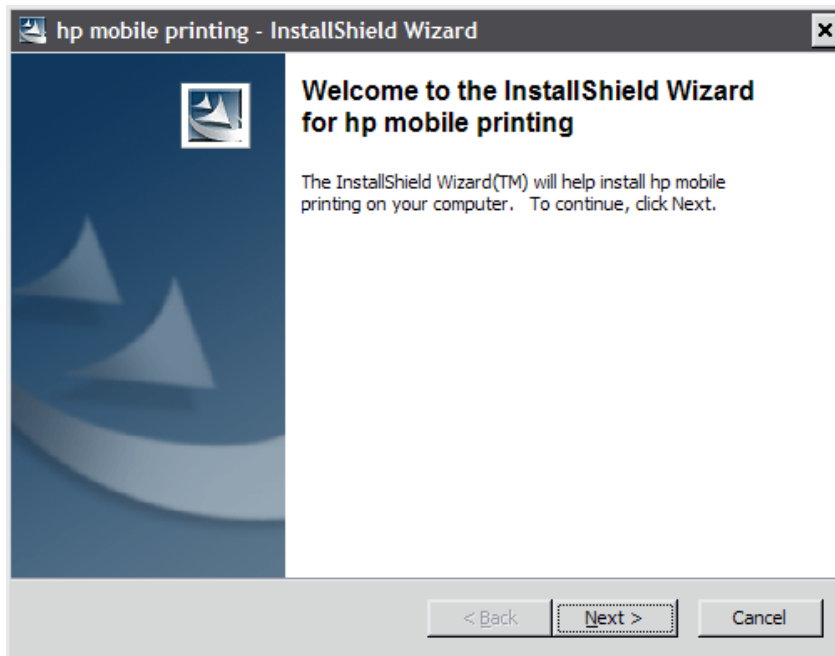 hp mobile printing - InstallShield Wizard
Welcome to the InstallShield Wizard
for hp mobile printing
The InstallShield Wizard(TM) will help install hp mobile
printing on your computer.   To continue, click Next.
< Back   Next >   Cancel